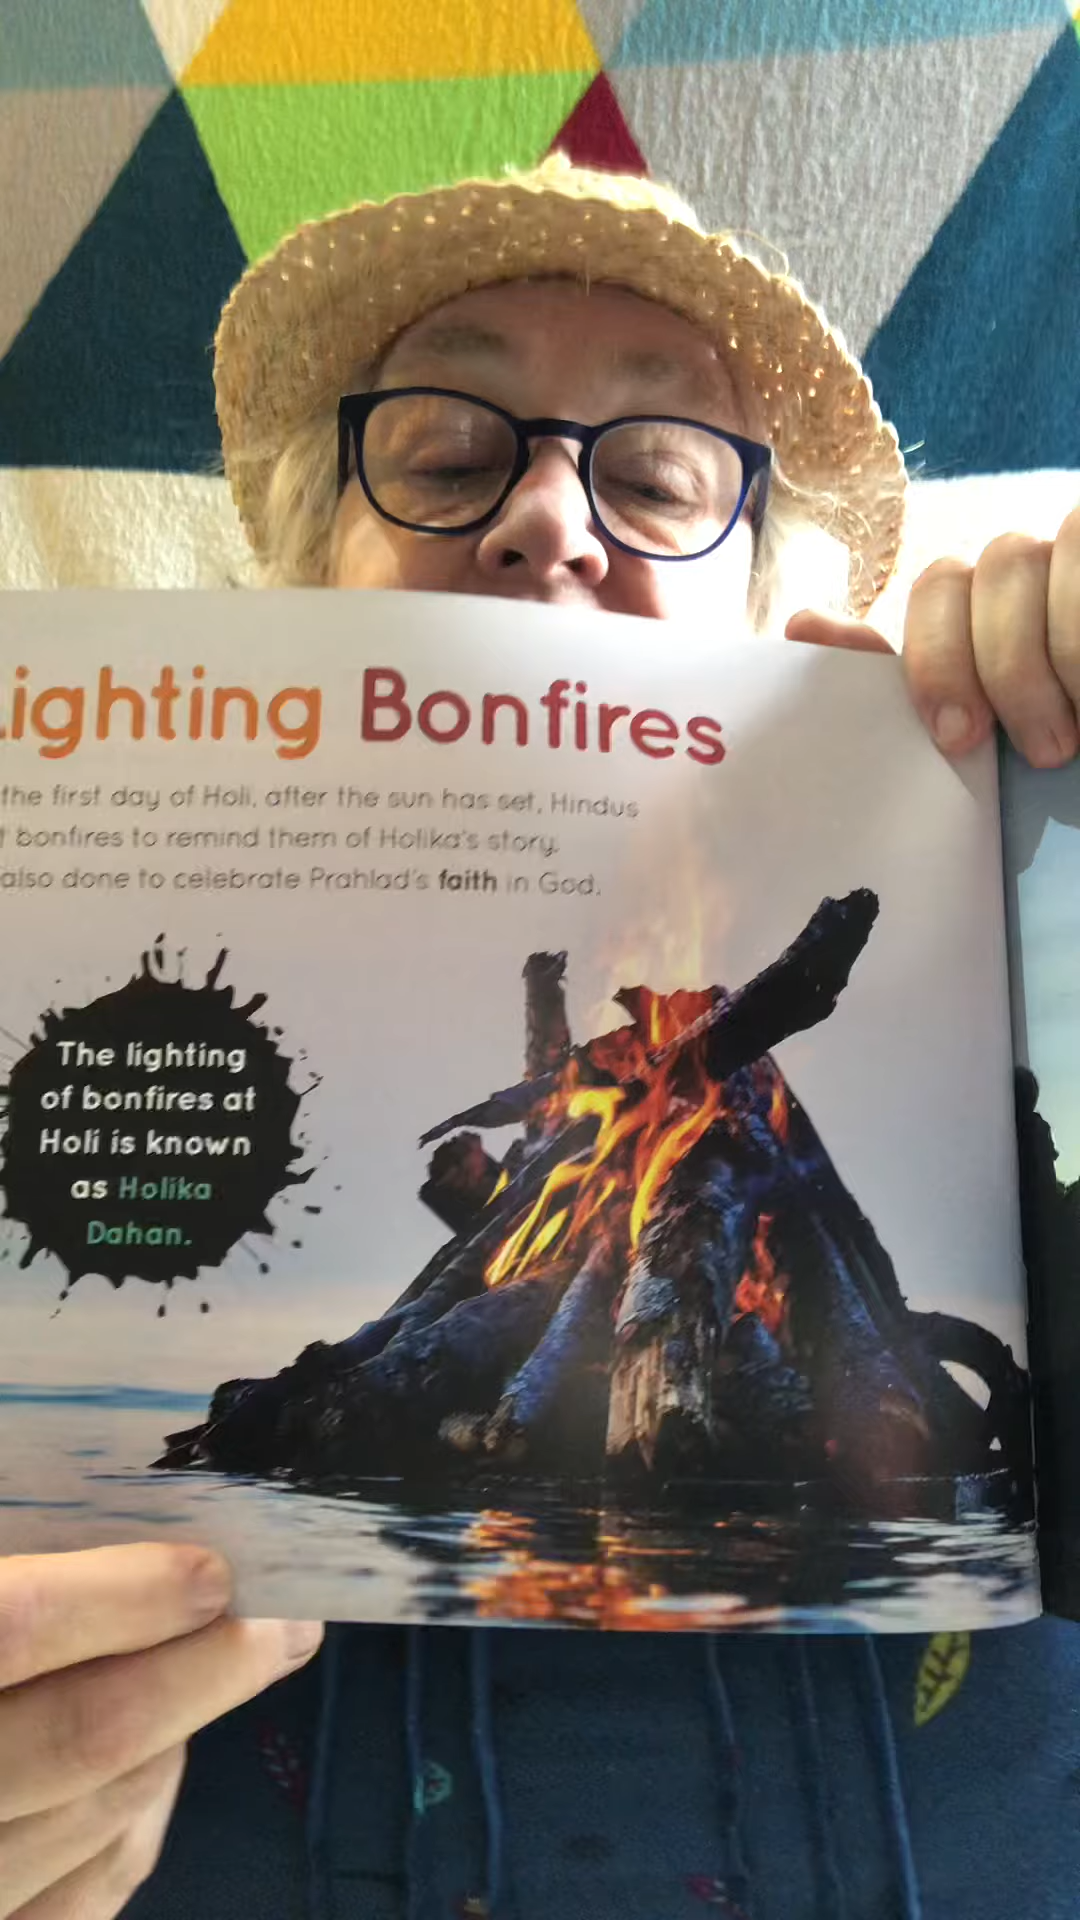 ighting Bonfires
the first day of Holi, after the sun has set, Hindus
bonfires to remind them of Holika's story.
also done to celebrate Prahlad's faith in God.
The lighting
of bonfires at
Holi is known
as Holika
Dahan.